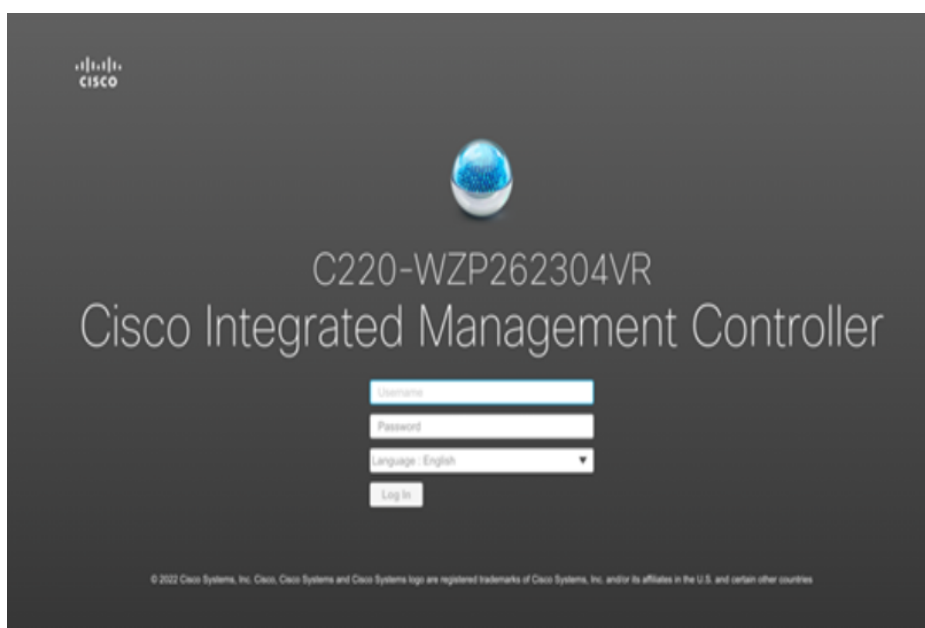 CISCO
C220-WZP262304VR
Cisco Integrated Management Controller
Username
Password
Language : English
Log In
© 2022 Cisco Systems, Inc. Cisco, Cisco Systems and Cisco Systems logo are registered trademarks of Cisco Systems, Inc. and/or its affiliates in the U.S. and certain other countries